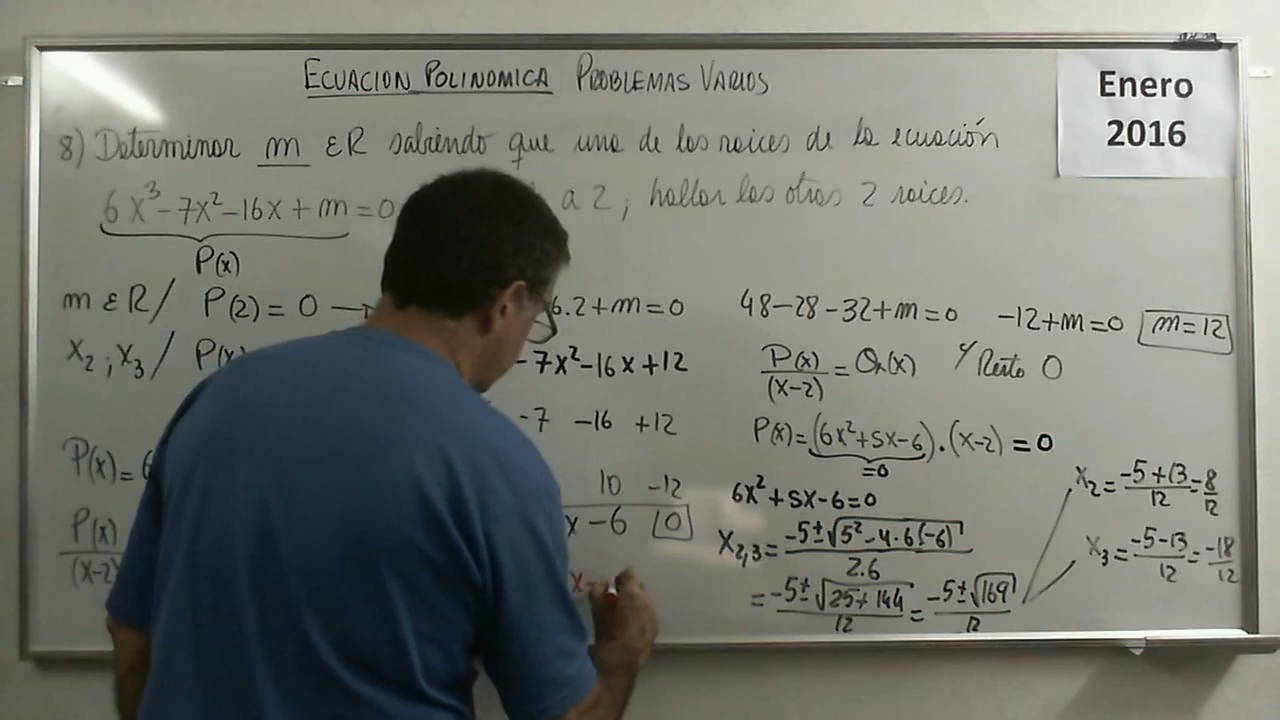 ECUACION POLINOMICA PROBLEMAS VARIOS
Enero
2016
8) Determinar m ε R sabiendo que una de las raices de la ecuación
6x³-7x²-16x+m=0 a 2; hallar las otras 2 raices.
P(x)
m ε R / P(2)=0 → 6.2+m=0
x₂; x₃ / P(x -7x²-16x+12
-7 -16 +12
P(x)=6
10 -12
x -6 0
P(x)
(x-2)
48-28-32+m=0 -12+m=0 m=12
P(x)/(x-2) = Q(x) y Resto 0
P(x)=(6x²+5x-6).(x-2)=0
=0
6x²+5x-6=0
x₂,₃ = -5±√5²-4.6(-6) / 2.6
= -5±√25+144 / 12 = -5±√169 / 12
x₂ = -5+13 / 12 = 8/12
x₃ = -5-13 / 12 = -18/12